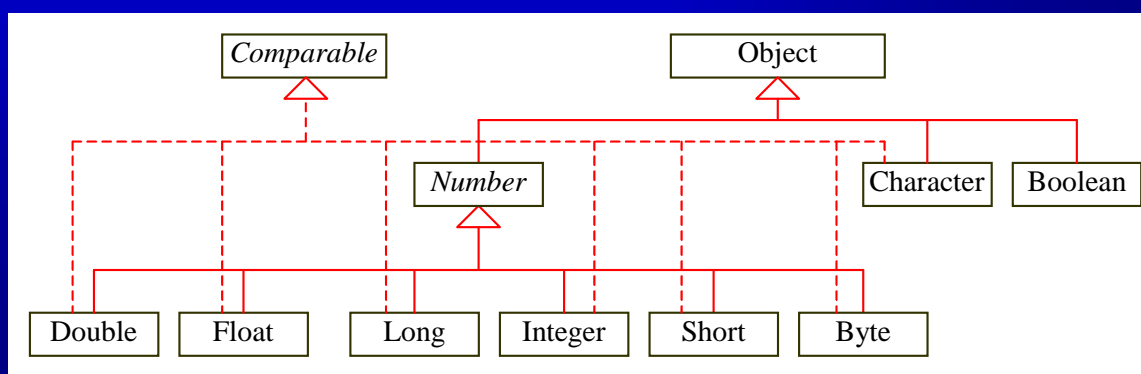 Comparable
Object
Number
Character
Boolean
Double
Float
Long
Integer
Short
Byte